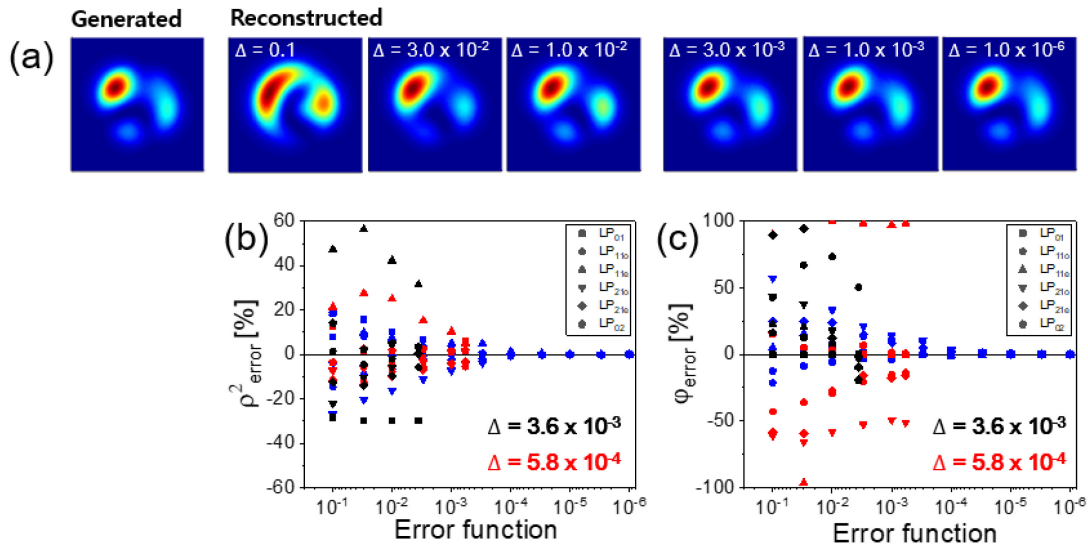 Generated Reconstructed
(a)
Δ = 0.1
Δ = 3.0 x 10⁻²
Δ = 1.0 x 10⁻²
Δ = 3.0 x 10⁻³
Δ = 1.0 x 10⁻³
Δ = 1.0 x 10⁻⁶
(b)
60
40
20
0
-20
-40
-60
ρ²error [%]
LP01
LP11o
LP11e
LP21o
LP21e
LP02
Δ = 3.6 x 10⁻³
Δ = 5.8 x 10⁻⁴
10⁻¹ 10⁻² 10⁻³ 10⁻⁴ 10⁻⁵ 10⁻⁶
Error function
(c)
100
50
0
-50
-100
φerror [%]
LP01
LP11o
LP11e
LP21o
LP21e
LP02
Δ = 3.6 x 10⁻³
Δ = 5.8 x 10⁻⁴
10⁻¹ 10⁻² 10⁻³ 10⁻⁴ 10⁻⁵ 10⁻⁶
Error function